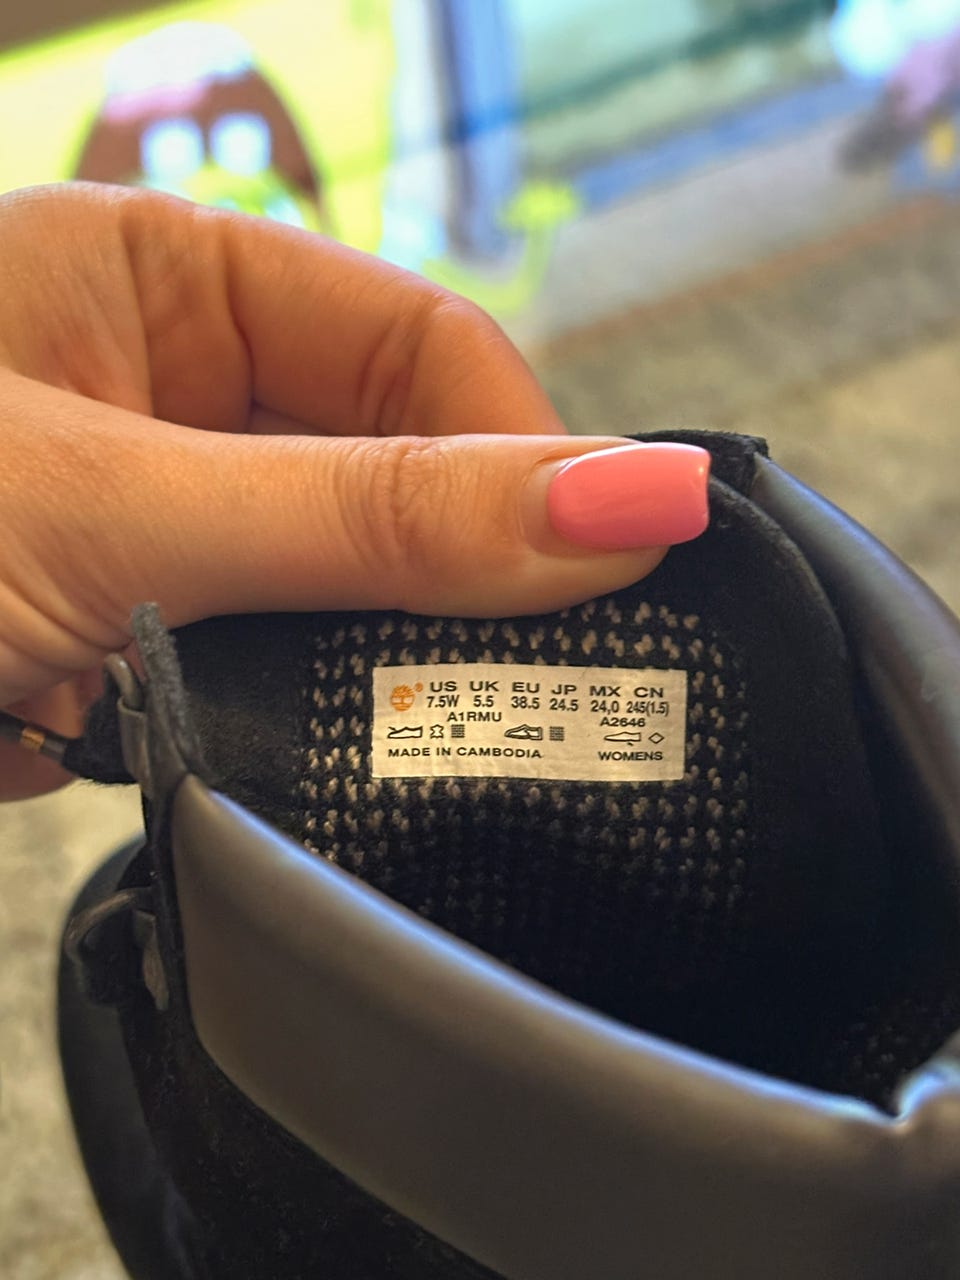 ® US UK EU JP MX CN
7.5W 5.5 38.5 24.5 24,0 245(1.5)
A1RMU A2646
MADE IN CAMBODIA WOMENS